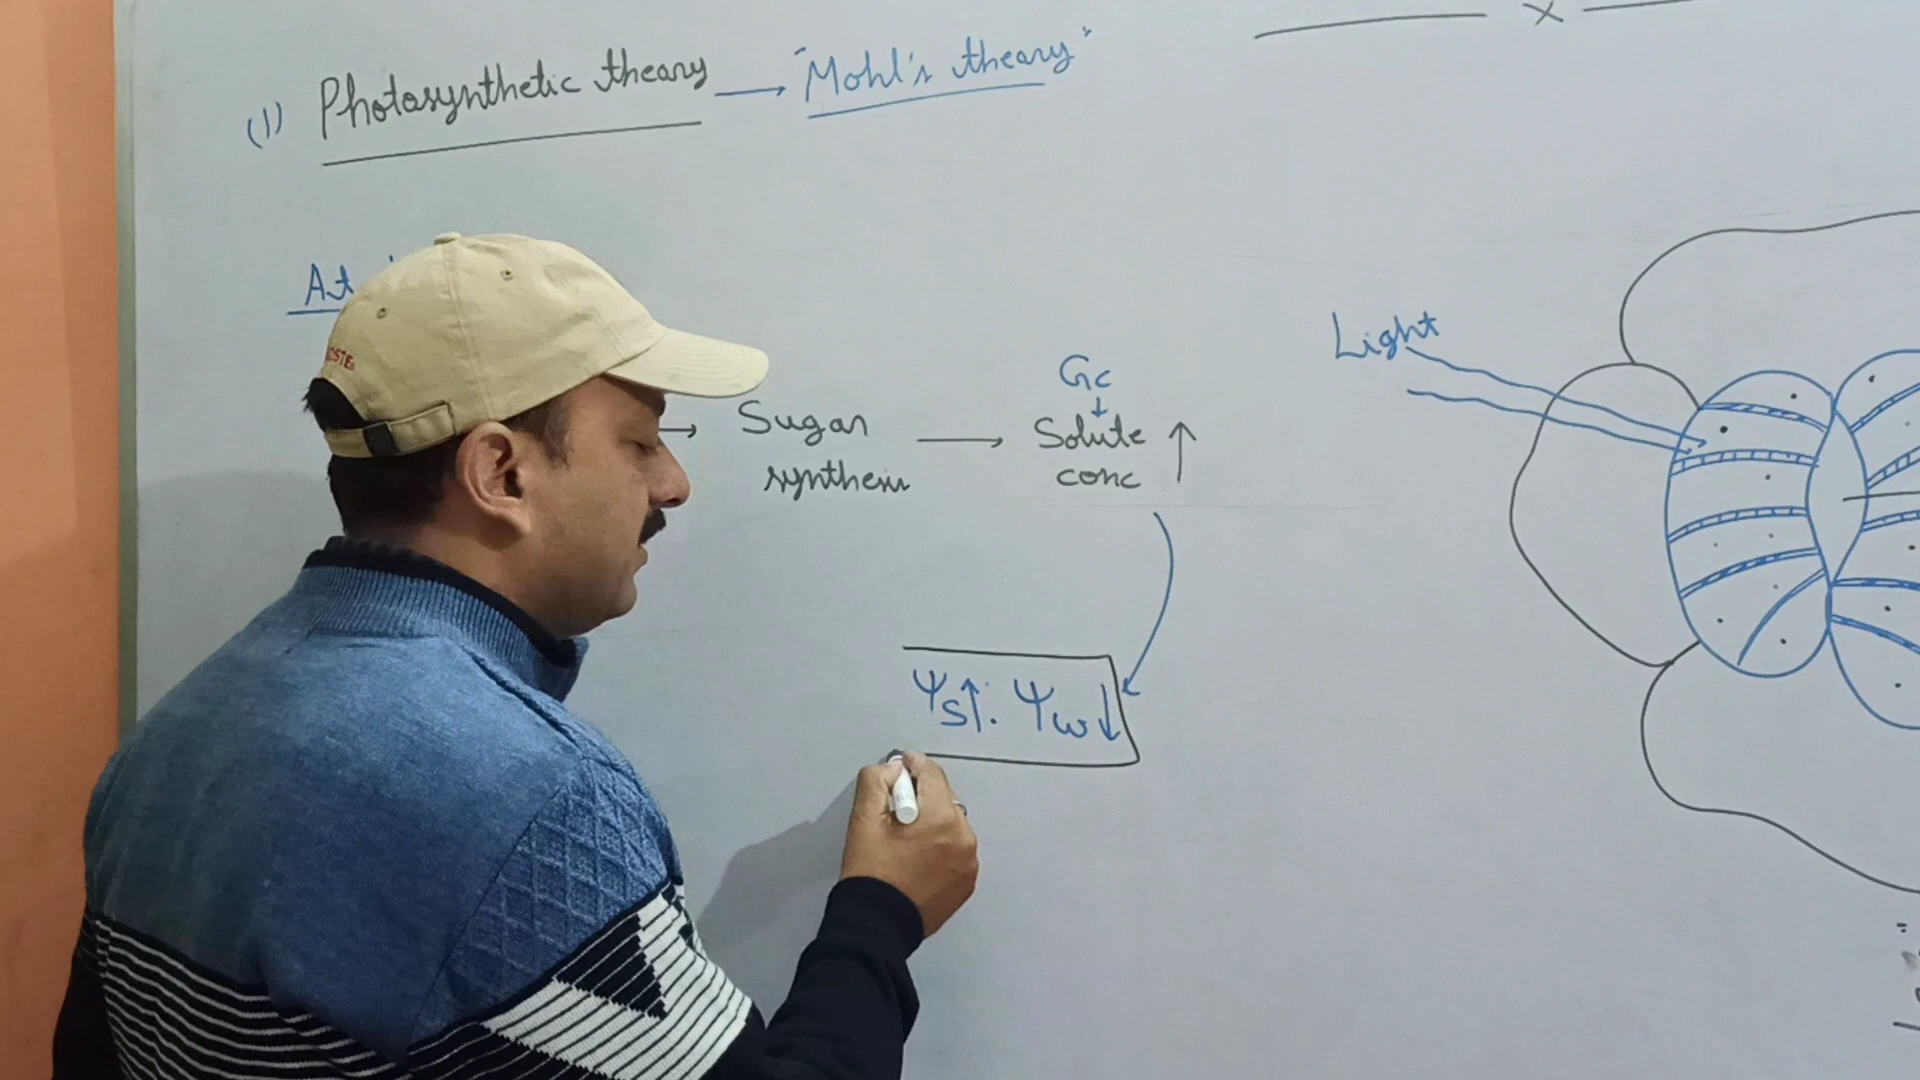 (1) Photosynthetic theory → "Mohl's theory"
x
At
Light
Gc
↓
→ Sugar → Solute ↑
synthesis conc
Ψs↑. Ψw↓